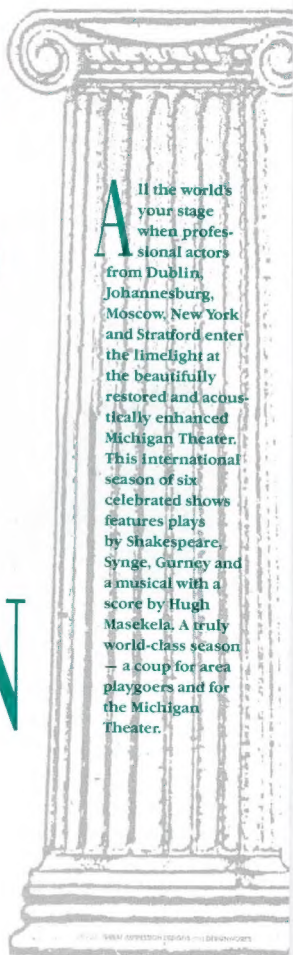 All the world's
your stage
when profes-
sional actors
from Dublin,
Johannesburg,
Moscow, New York
and Stratford enter
the limelight at
the beautifully
restored and acous-
tically enhanced
Michigan Theater.
This international
season of six
celebrated shows
features plays
by Shakespeare,
Synge, Gurney and
a musical with a
score by Hugh
Masekela. A truly
world-class season
— a coup for area
playgoers and for
the Michigan
Theater.
N